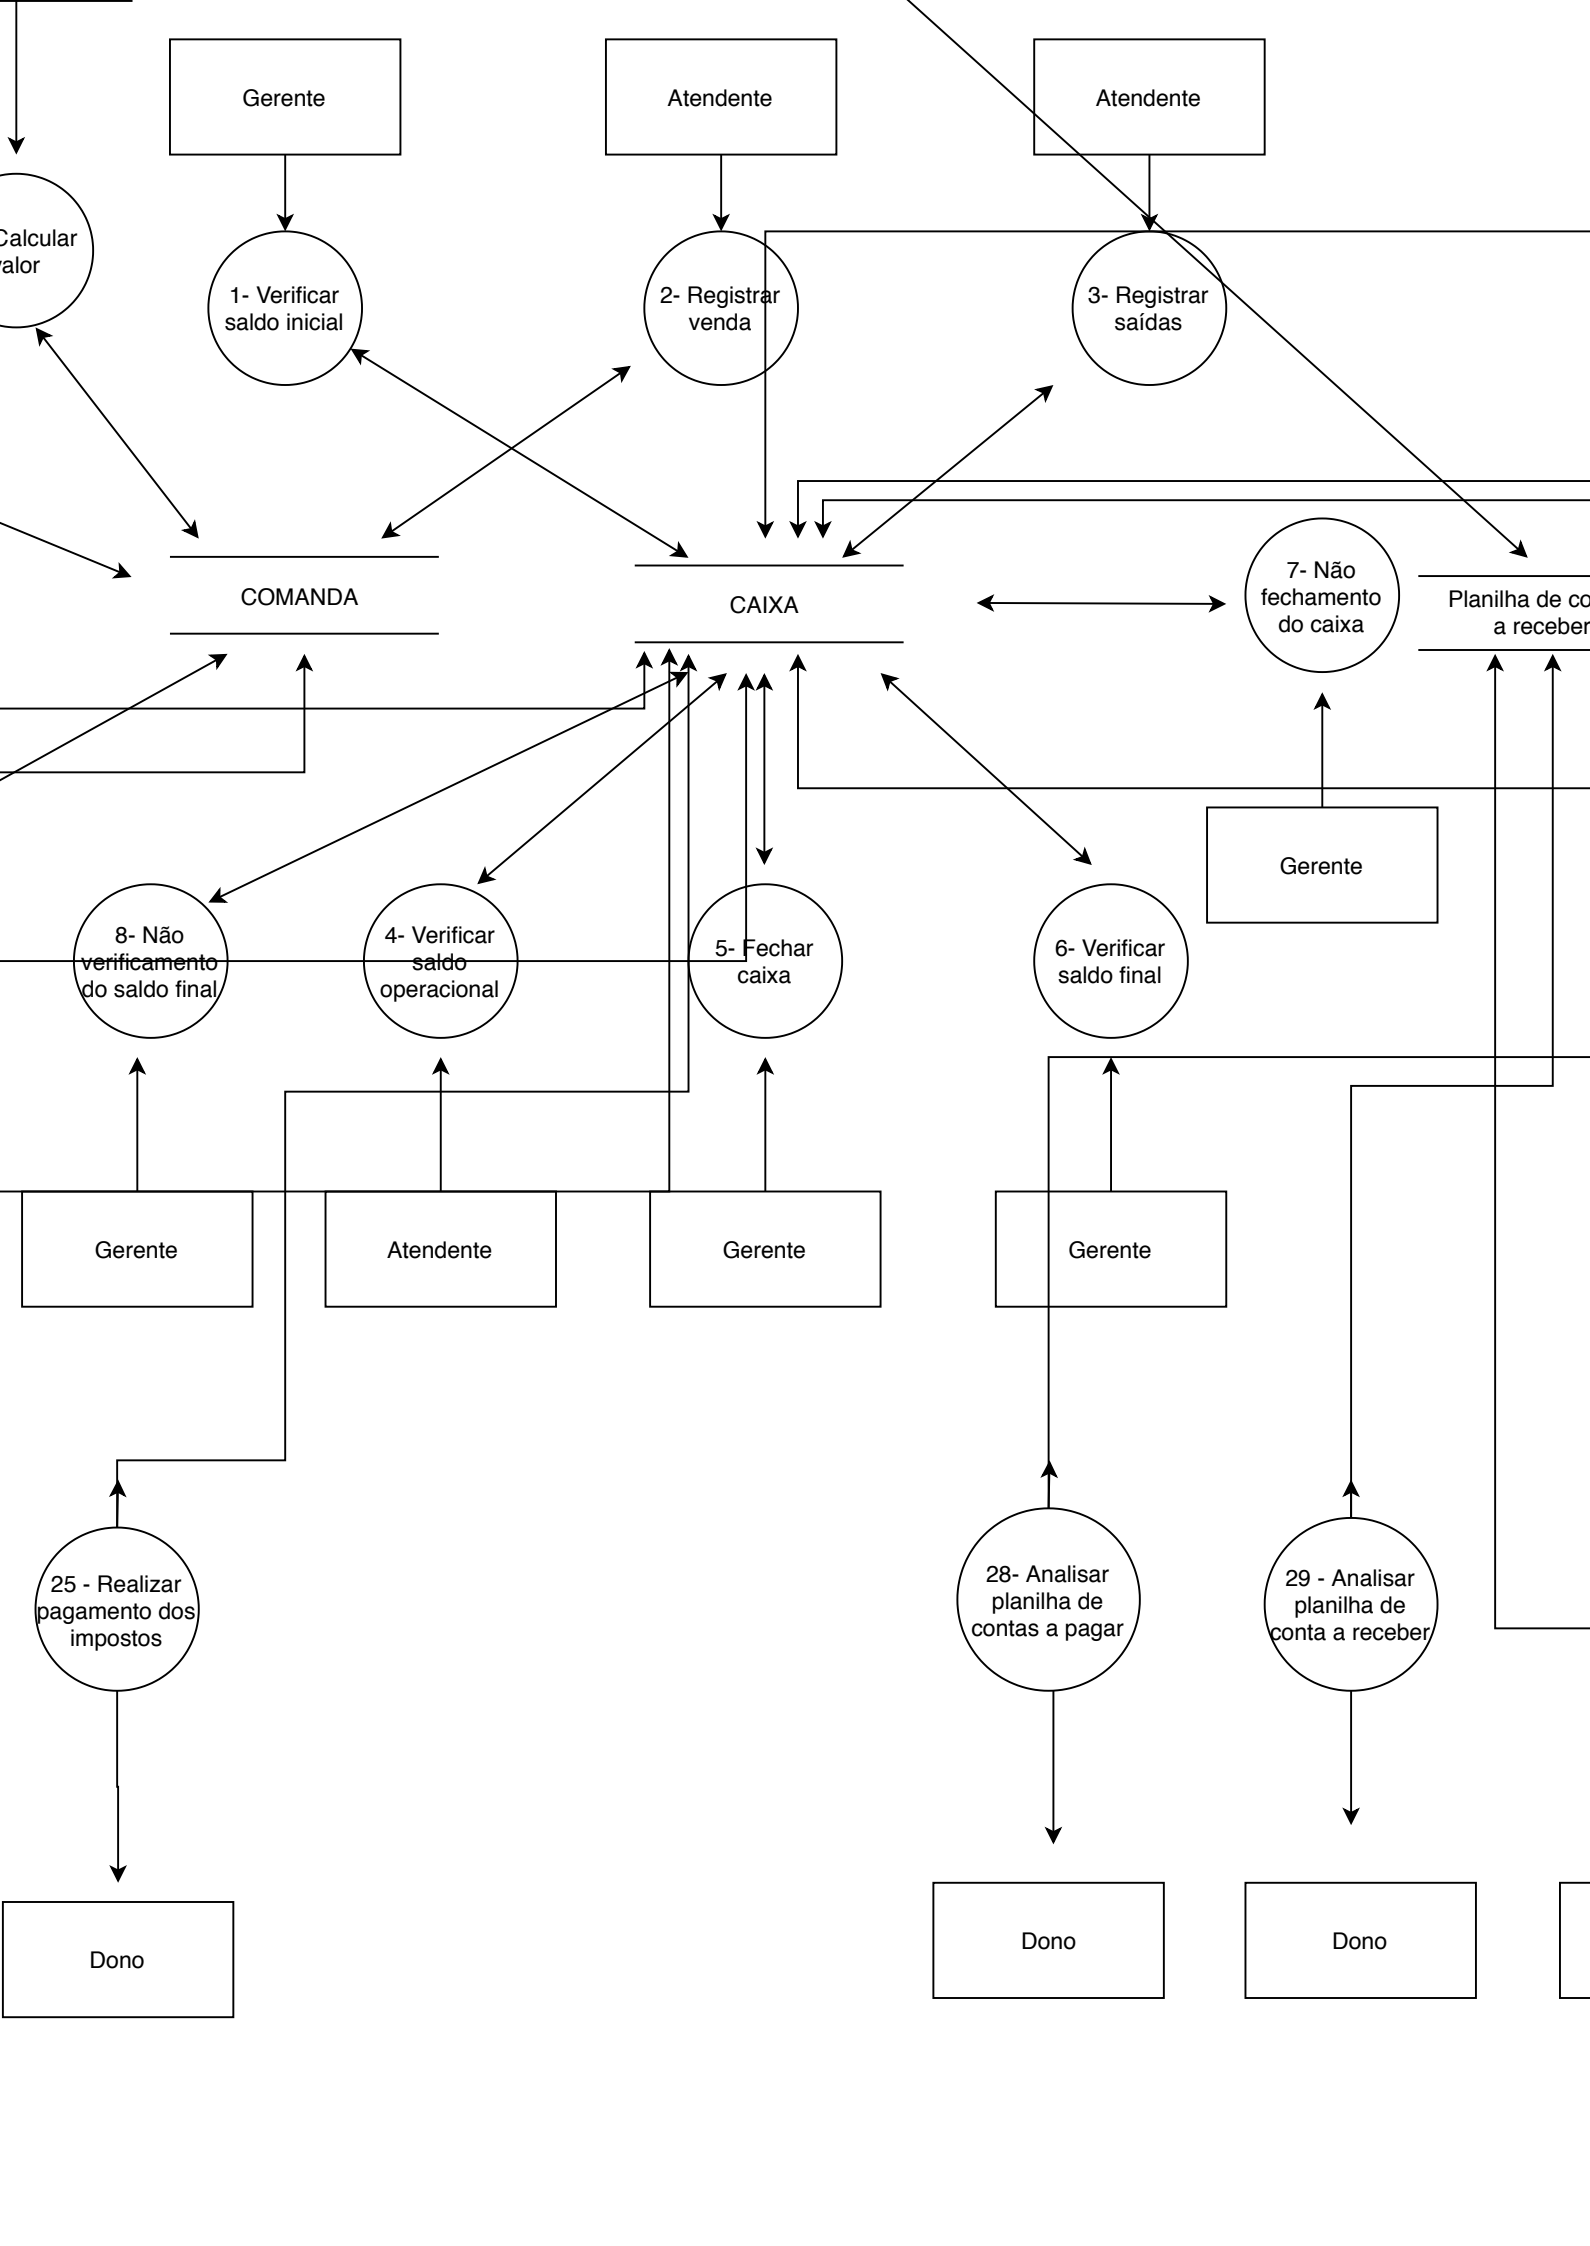 Gerente
Atendente
Atendente
Calcular
valor
1- Verificar
saldo inicial
2- Registrar
venda
3- Registrar
saídas
COMANDA
CAIXA
7- Não
fechamento
do caixa
Planilha de
a receber
Gerente
8- Não
verificamento
do saldo final
4- Verificar
saldo
operacional
5- Fechar
caixa
6- Verificar
saldo final
Gerente
Atendente
Gerente
Gerente
25 - Realizar
pagamento dos
impostos
28- Analisar
planilha de
contas a pagar
29 - Analisar
planilha de
conta a receber
Dono
Dono
Dono